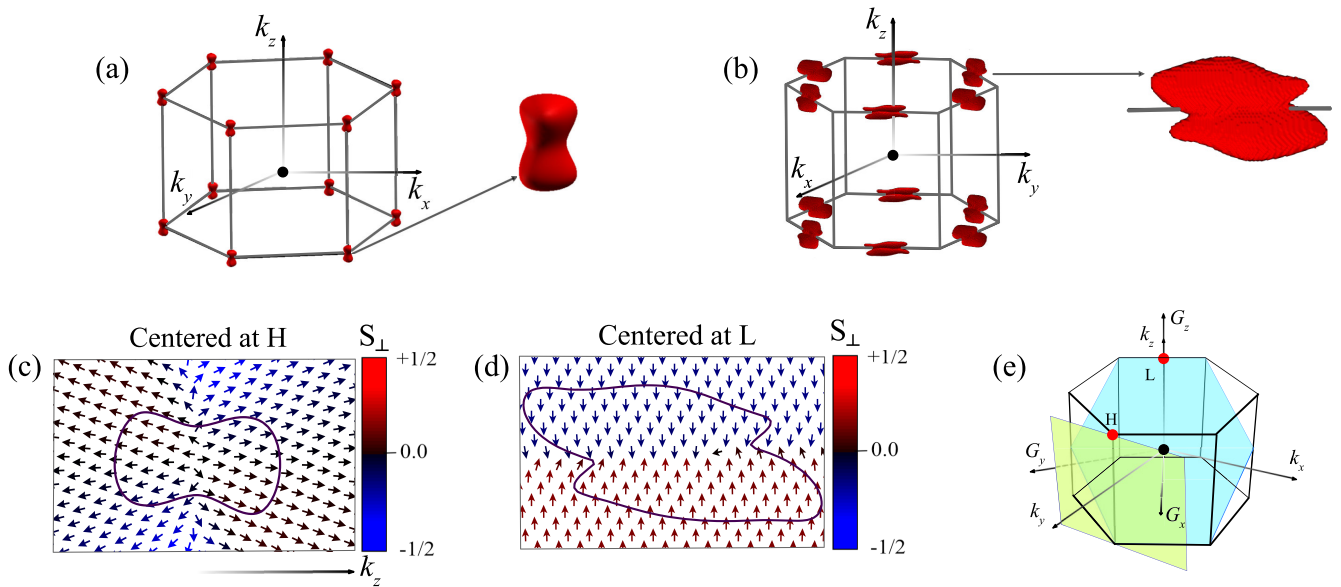 (a)
k_z
k_y
k_x
(b)
k_z
k_x
k_y
Centered at H
S_⊥
(c)
+1/2
0.0
-1/2
k_z
Centered at L
S_⊥
(d)
+1/2
0.0
-1/2
(e)
G_z
k_z
L
H
G_y
k_x
k_y
G_x